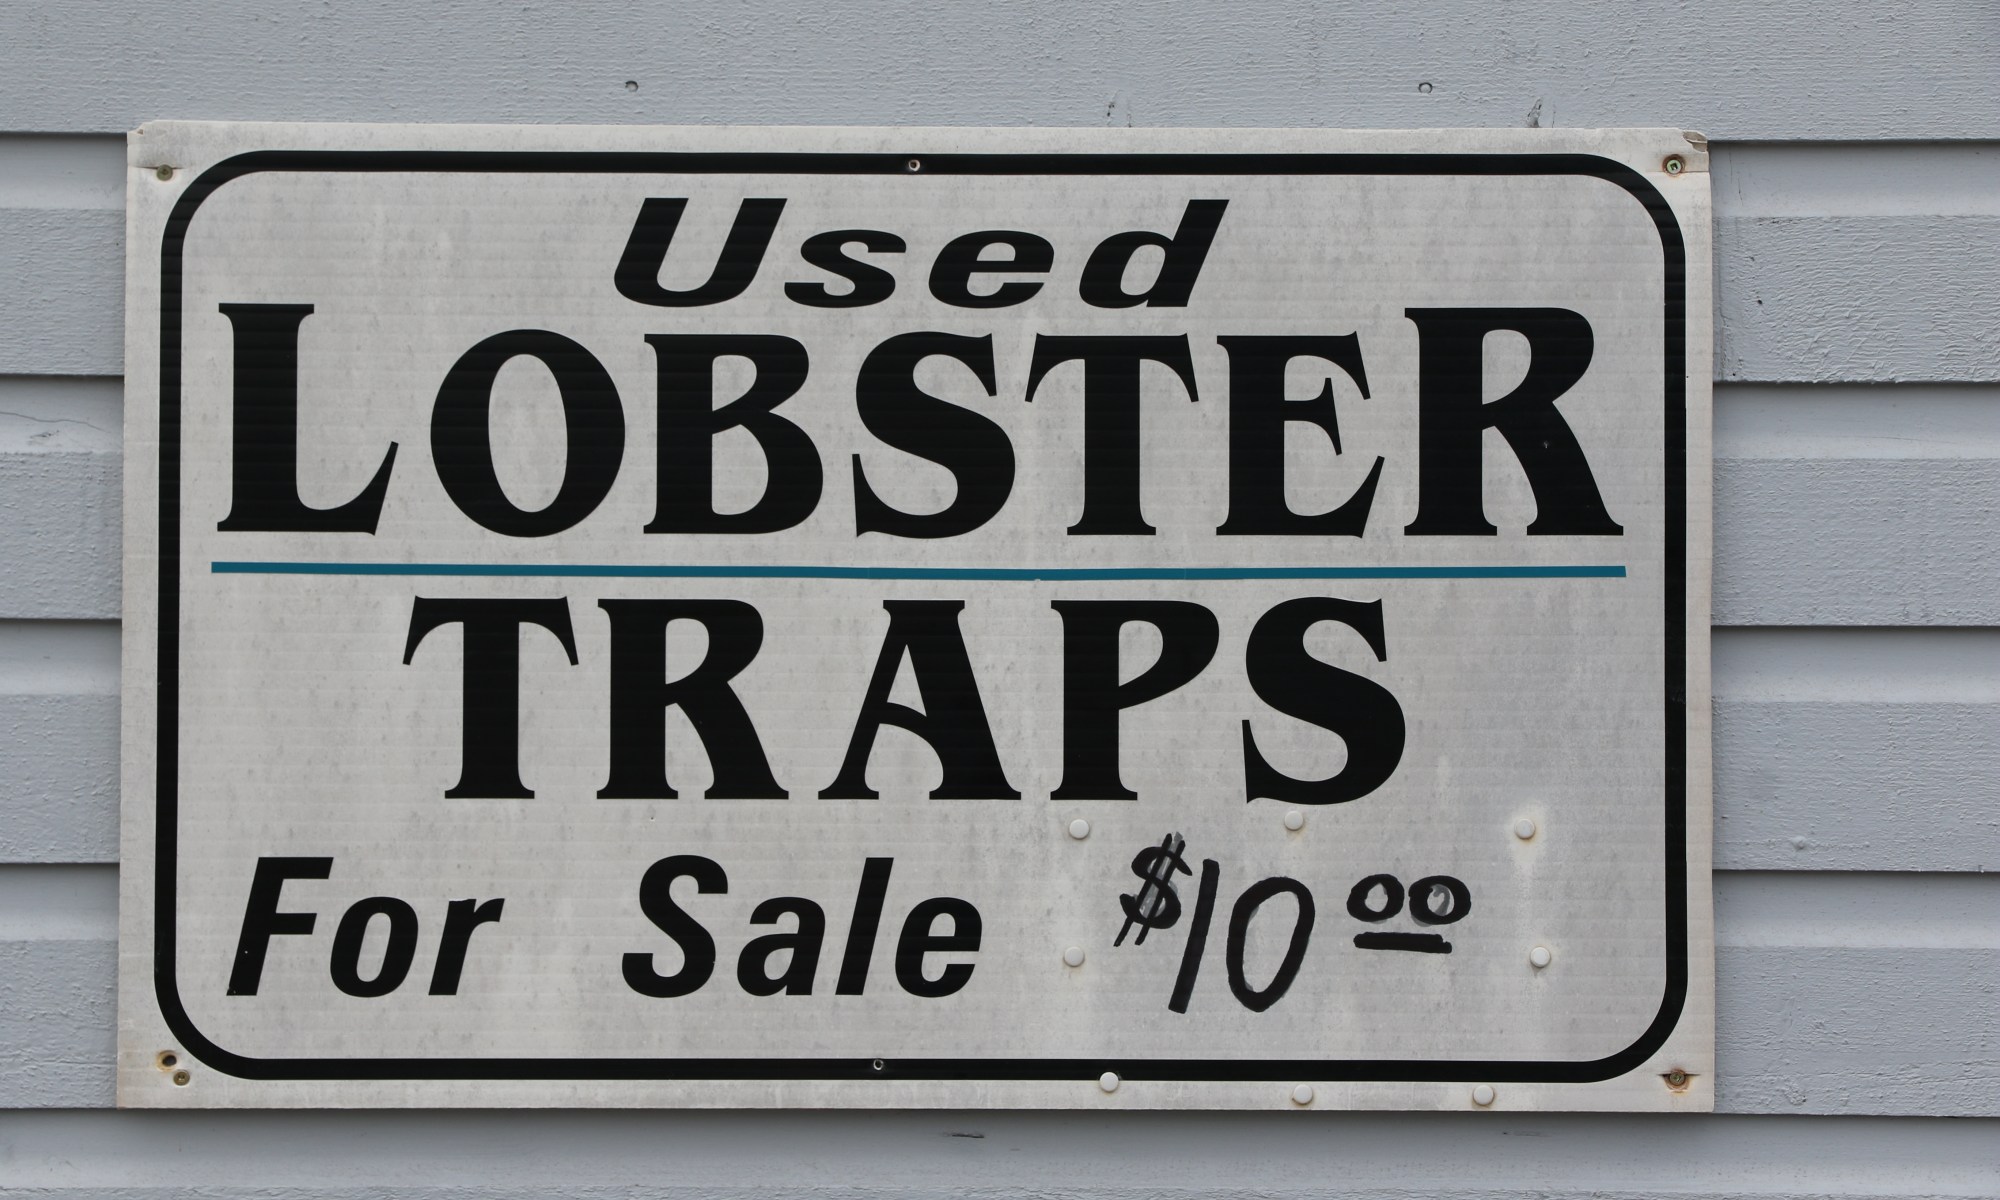 Used
LOBSTER
TRAPS
For Sale $10 00